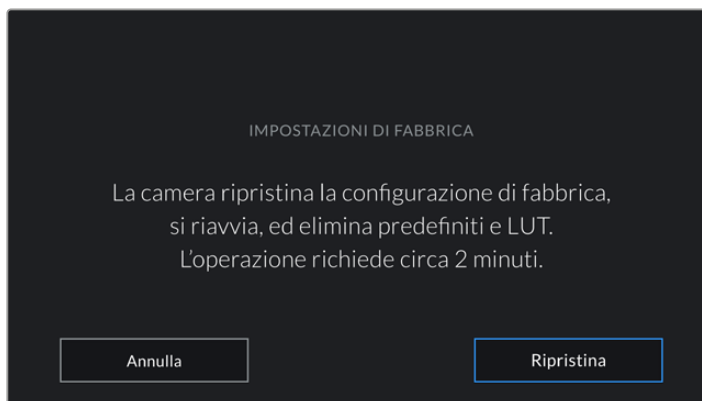 IMPOSTAZIONI DI FABBRICA
La camera ripristina la configurazione di fabbrica,
si riavvia, ed elimina predefiniti e LUT.
L’operazione richiede circa 2 minuti.
Annulla
Ripristina